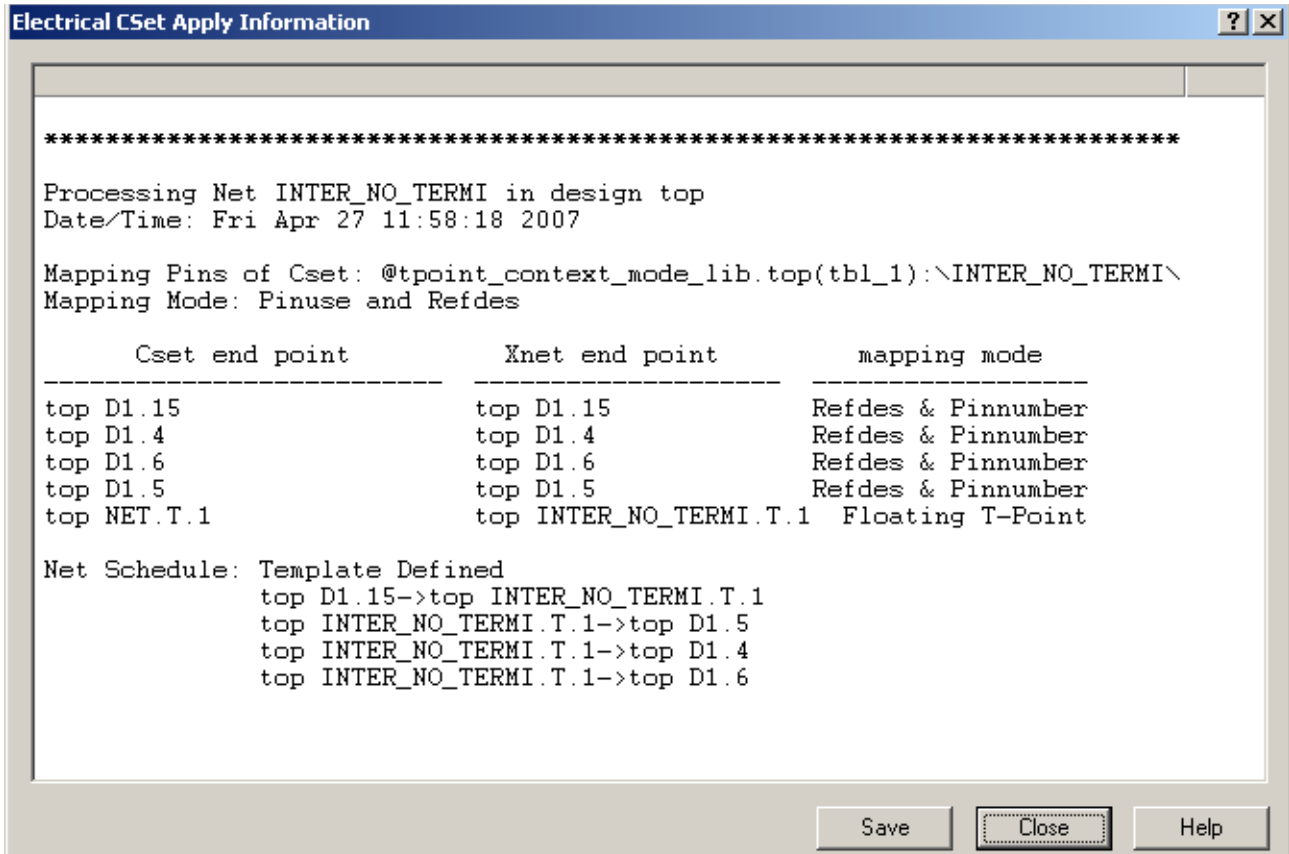 Electrical CSet Apply Information
**************************************************************************
Processing Net INTER_NO_TERMI in design top
Date/Time: Fri Apr 27 11:58:18 2007
Mapping Pins of Cset: @tpoint_context_mode_lib.top(tbl_1):\INTER_NO_TERMI\
Mapping Mode: Pinuse and Refdes
Cset end point Xnet end point mapping mode
-------------------------- -------------------- ------------------
top D1.15 top D1.15 Refdes & Pinnumber
top D1.4 top D1.4 Refdes & Pinnumber
top D1.6 top D1.6 Refdes & Pinnumber
top D1.5 top D1.5 Refdes & Pinnumber
top NET.T.1 top INTER_NO_TERMI.T.1 Floating T-Point
Net Schedule: Template Defined
top D1.15->top INTER_NO_TERMI.T.1
top INTER_NO_TERMI.T.1->top D1.5
top INTER_NO_TERMI.T.1->top D1.4
top INTER_NO_TERMI.T.1->top D1.6
Save Close Help